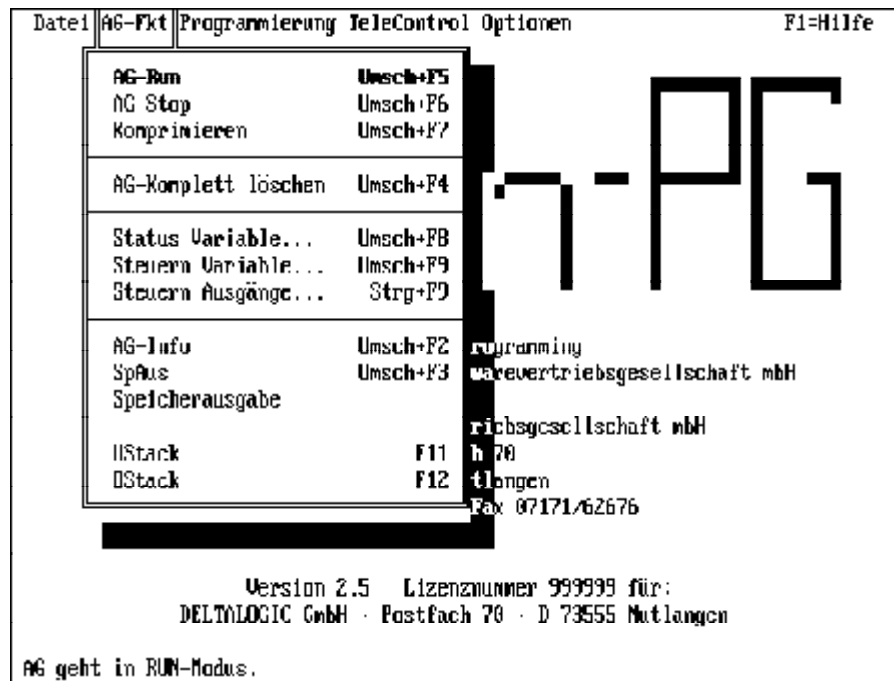 Datei AG-Fkt Programmierung TeleControl Optionen F1=Hilfe
AG-Run Umsch+F5
AG Stop Umsch+F6
Komprimieren Umsch+F7
AG-Komplett löschen Umsch+F4
Status Variable... Umsch+F8
Steuern Variable... Umsch+F9
Steuern Ausgänge... Strg+F9
AG-Info Umsch+F2 rogramming
SpAus Umsch+F3 warevertriebsgesellschaft mbH
Speicherausgabe
riebsgesellschaft mbH
UStack F11 h 70
BStack F12 tlangen
Fax 07171/62676
n-PG
Version 2.5 Lizenznummer 999999 für:
DELTALOGIC GmbH · Postfach 70 · D 73555 Mutlangen
AG geht in RUN-Modus.